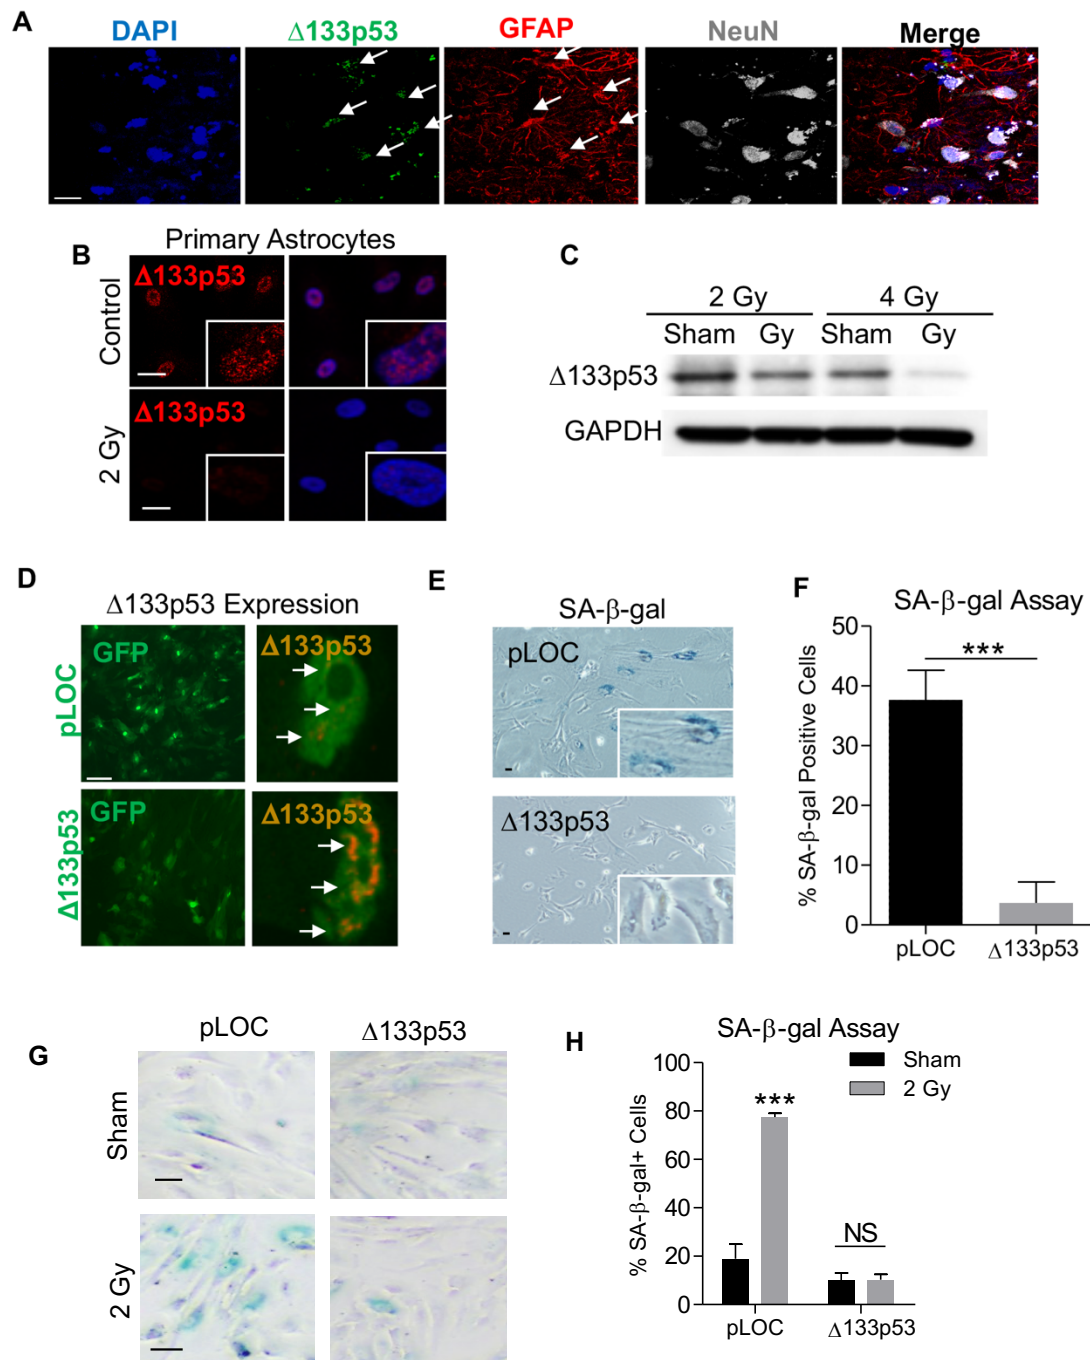 A
DAPI Δ133p53 GFAP NeuN Merge
B
Primary Astrocytes
Control
Δ133p53
2 Gy
Δ133p53
C
2 Gy 4 Gy
Sham Gy Sham Gy
Δ133p53
GAPDH
D
Δ133p53 Expression
pLOC
GFP Δ133p53
Δ133p53
GFP Δ133p53
E
SA-β-gal
pLOC
Δ133p53
F
SA-β-gal Assay
% SA-β-gal Positive Cells
50
40
30
20
10
0
***
pLOC Δ133p53
G
pLOC Δ133p53
Sham
2 Gy
H
SA-β-gal Assay
Sham
2 Gy
% SA-β-gal+ Cells
100
80
60
40
20
0
***
NS
pLOC Δ133p53